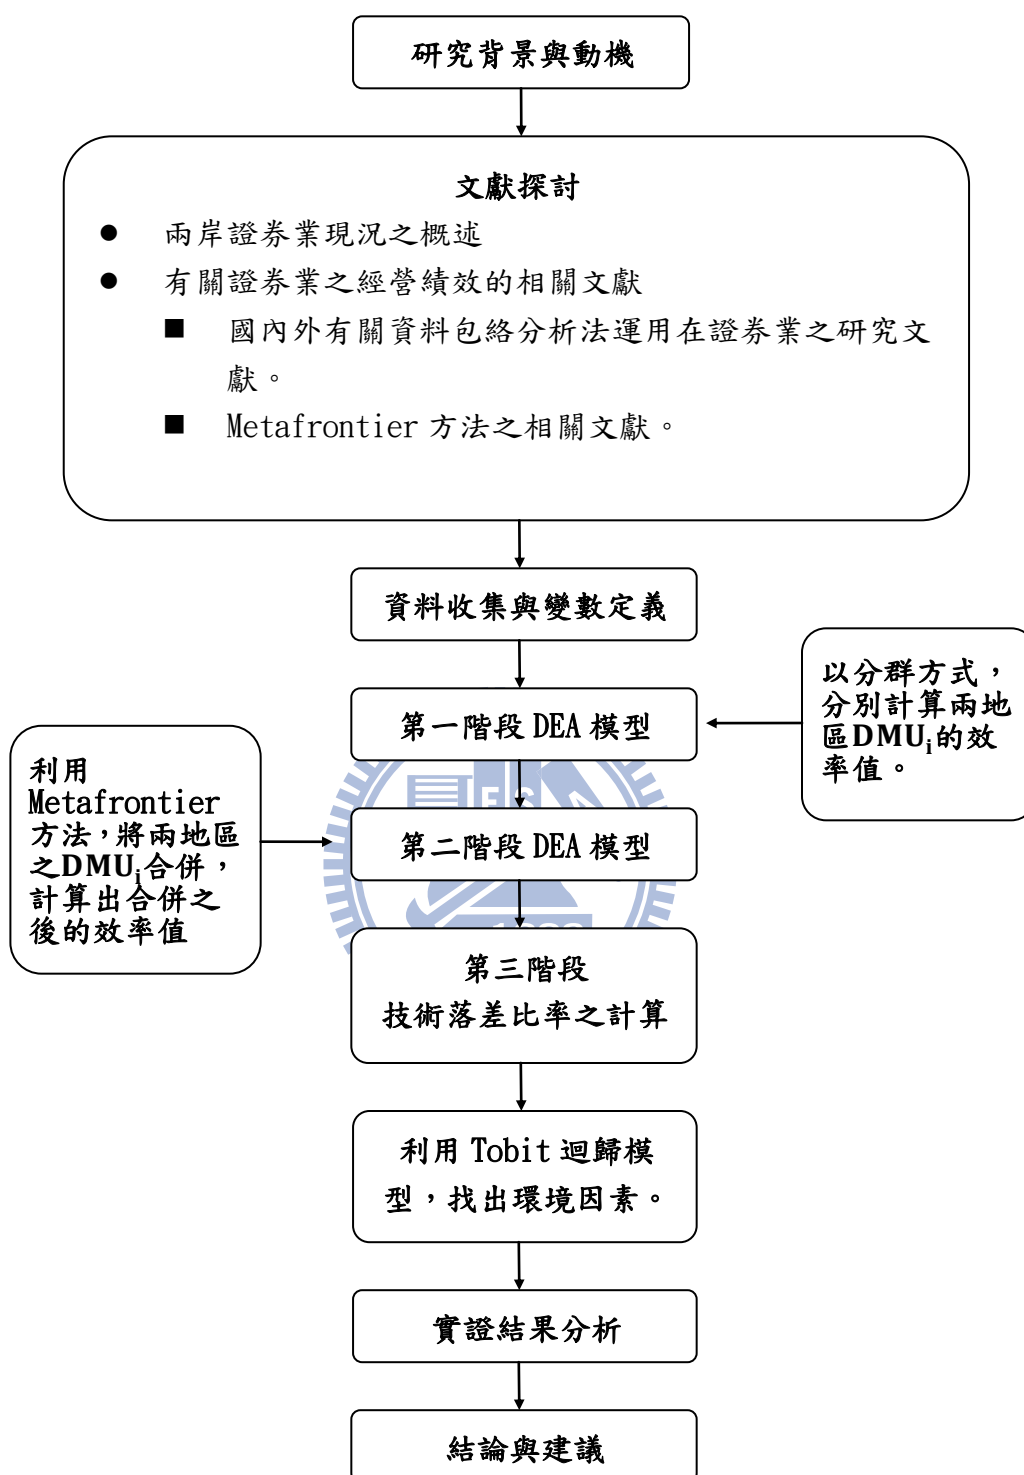 研究背景與動機
文獻探討
● 兩岸證券業現況之概述
● 有關證券業之經營績效的相關文獻
■ 國內外有關資料包絡分析法運用在證券業之研究文
獻。
■ Metafrontier 方法之相關文獻。
資料收集與變數定義
以分群方式，
分別計算兩地
區DMUi的效
率值。
第一階段 DEA 模型
利用
Metafrontier
方法，將兩地區
之DMUi合併，
計算出合併之
後的效率值
第二階段 DEA 模型
第三階段
技術落差比率之計算
利用 Tobit 迴歸模
型，找出環境因素。
實證結果分析
結論與建議